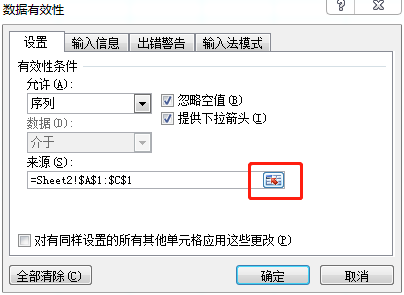 数据有效性
设置 输入信息 出错警告 输入法模式
有效性条件
允许(A):
序列 忽略空值(B)
数据(D): 提供下拉箭头(I)
介于
来源(S):
=Sheet2!$A$1:$C$1
对有同样设置的所有其他单元格应用这些更改(P)
全部清除(C) 确定 取消